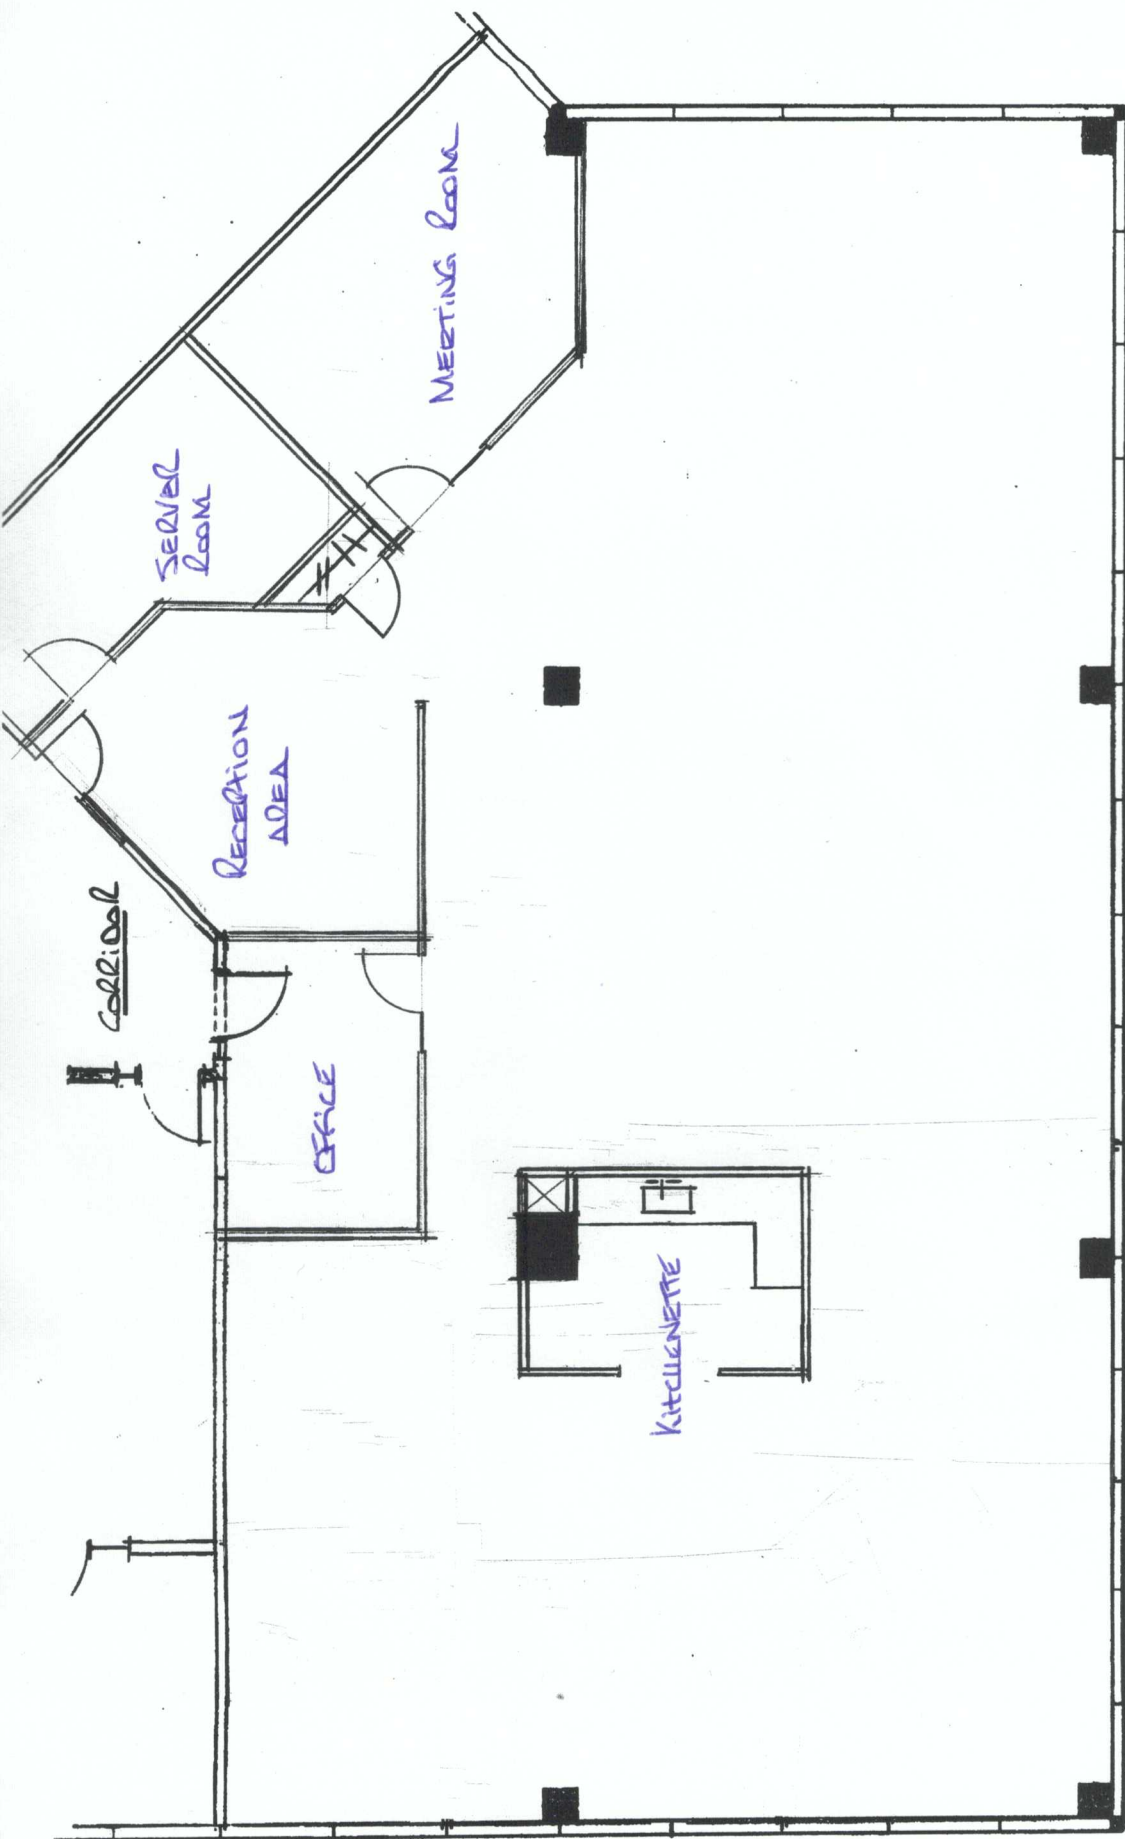 MEETING ROOM
SERVER
ROOM
RECEPTION
AREA
CORRIDOR
OFFICE
KITCHENETTE